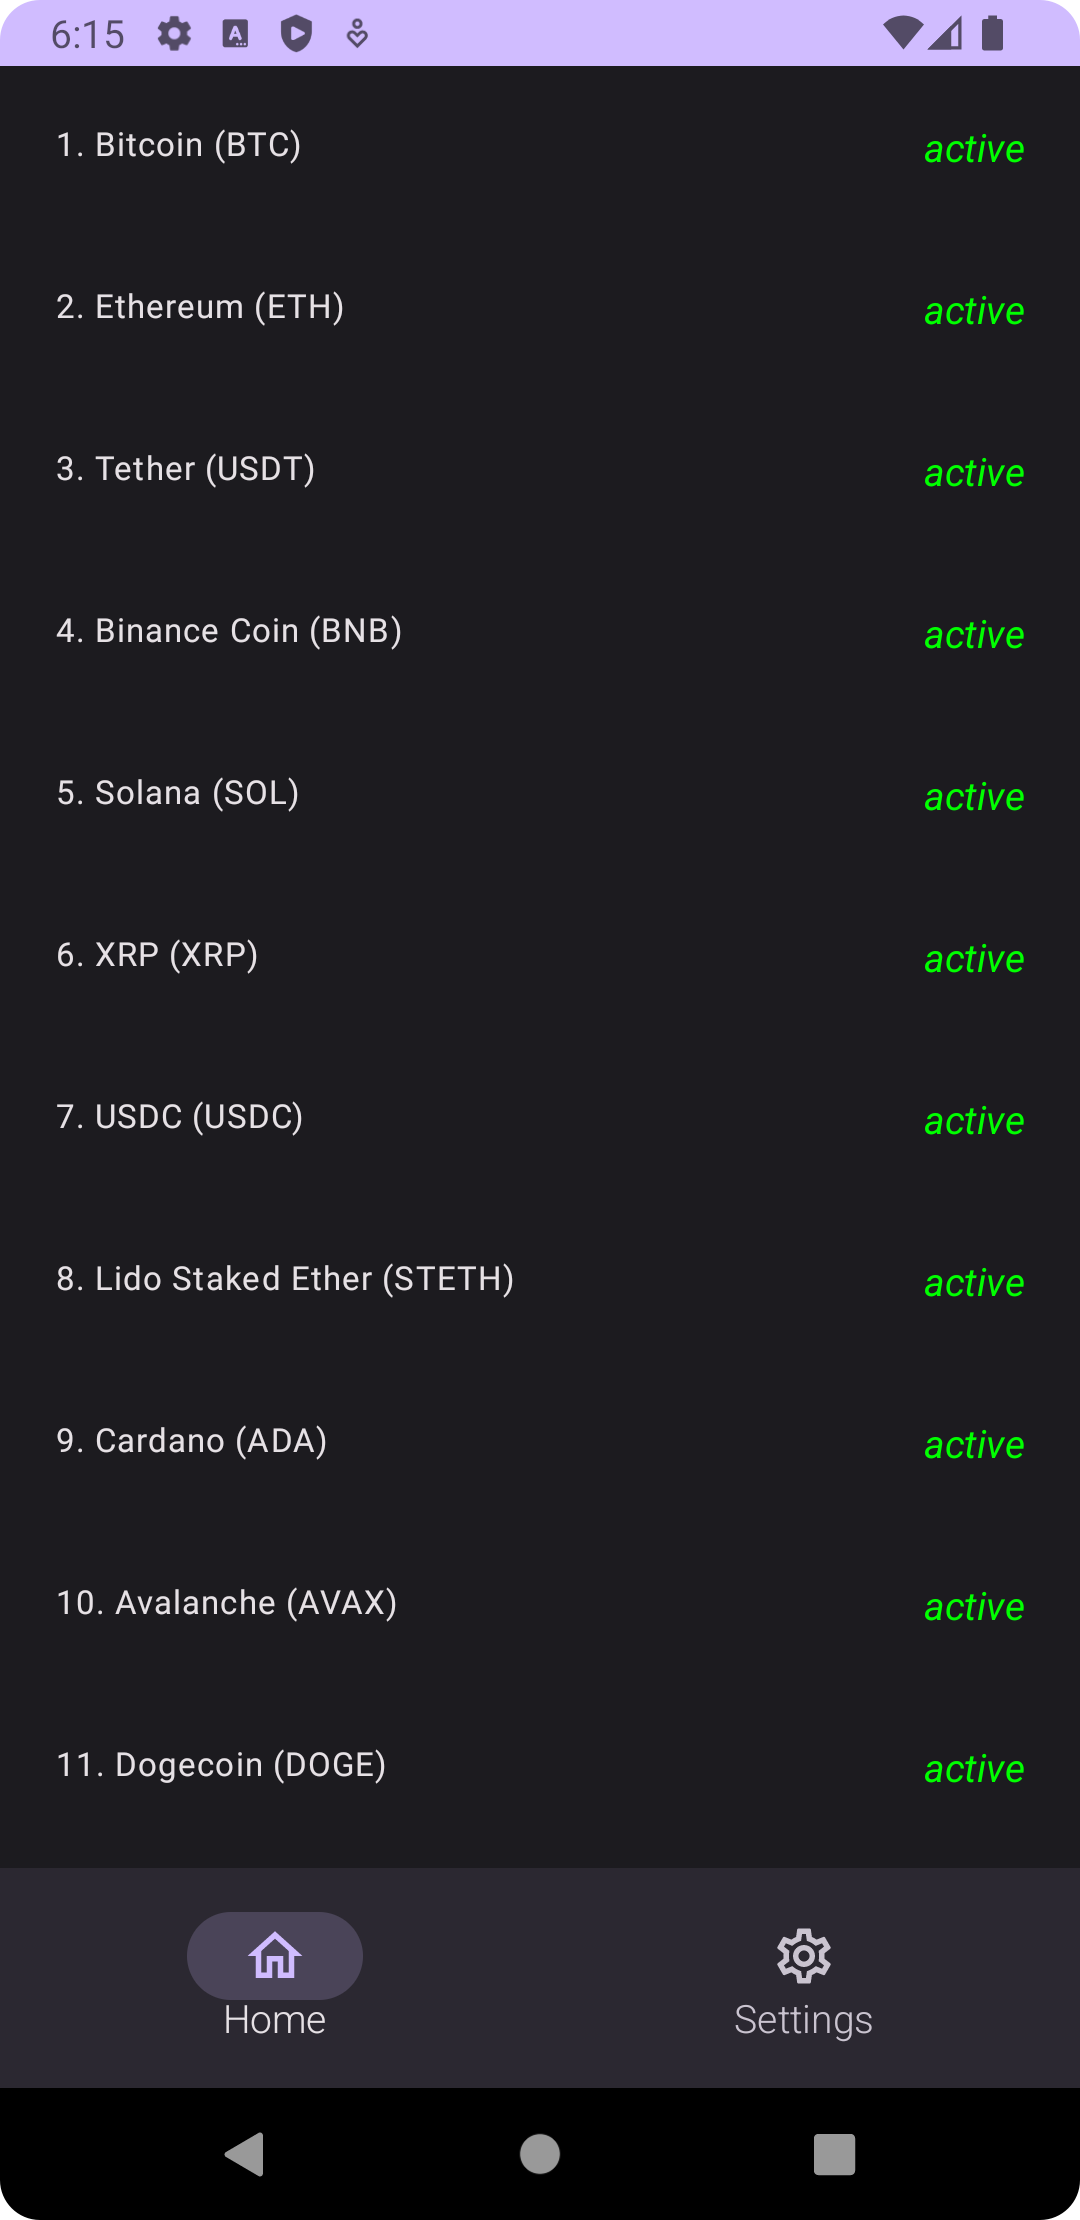 6:15
1. Bitcoin (BTC) active
2. Ethereum (ETH) active
3. Tether (USDT) active
4. Binance Coin (BNB) active
5. Solana (SOL) active
6. XRP (XRP) active
7. USDC (USDC) active
8. Lido Staked Ether (STETH) active
9. Cardano (ADA) active
10. Avalanche (AVAX) active
11. Dogecoin (DOGE) active
Home Settings